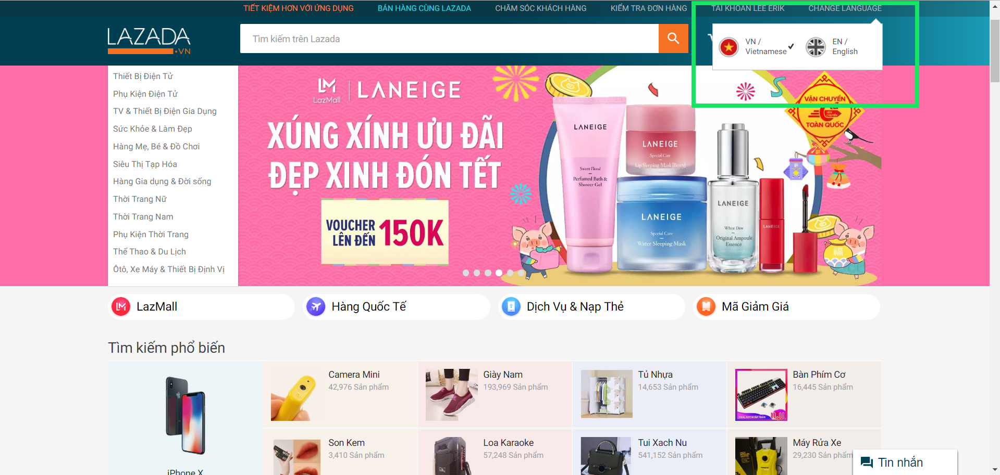 TIẾT KIỆM HƠN VỚI ỨNG DỤNG
BÁN HÀNG CÙNG LAZADA
CHĂM SÓC KHÁCH HÀNG
KIỂM TRA ĐƠN HÀNG
TÀI KHOẢN LEE ERIK
CHANGE LANGUAGE
LAZADA
.VN
Tìm kiếm trên Lazada
VN /
Vietnamese
EN /
English
Thiết Bị Điện Tử
Phụ Kiện Điện Tử
TV & Thiết Bị Điện Gia Dụng
Sức Khỏe & Làm Đẹp
Hàng Mẹ, Bé & Đồ Chơi
Siêu Thị Tạp Hóa
Hàng Gia dụng & Đời sống
Thời Trang Nữ
Thời Trang Nam
Phụ Kiện Thời Trang
Thể Thao & Du Lịch
Ôtô, Xe Máy & Thiết Bị Định Vị
LM
LazMall
LANEIGE
XÚNG XÍNH ƯU ĐÃI
ĐẸP XINH ĐÓN TẾT
VOUCHER
LÊN ĐẾN
150K
LANEIGE
Sweet Floral
Perfumed Bath &
Shower Gel
LANEIGE
Special Care
Lip Sleeping Mask [Berry]
LANEIGE
Special Care
Water Sleeping Mask
LANEIGE
White Dew
Original Ampoule
Essence
LANEIGE
VẬN CHUYỂN
TOÀN QUỐC
福
LM
LazMall
Hàng Quốc Tế
Dịch Vụ & Nạp Thẻ
Mã Giảm Giá
Tìm kiếm phổ biến
iPhone X
Camera Mini
42,976 Sản phẩm
Giày Nam
193,969 Sản phẩm
Tủ Nhựa
14,653 Sản phẩm
Bàn Phím Cơ
16,445 Sản phẩm
Son Kem
3,410 Sản phẩm
Loa Karaoke
57,248 Sản phẩm
Tui Xach Nu
541,152 Sản phẩm
Máy Rửa Xe
29,230 Sản phẩm
Tin nhắn